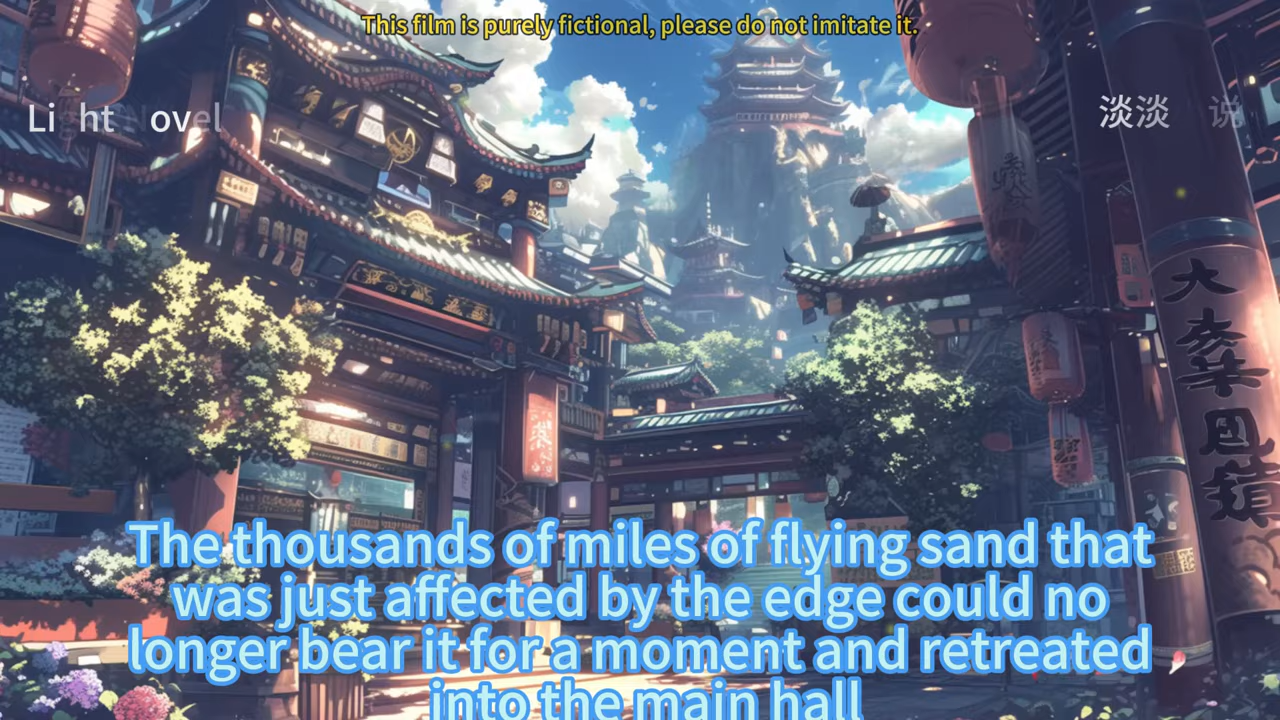 This film is purely fictional, please do not imitate it.
Li ht ovel
淡淡 说
The thousands of miles of flying sand that
was just affected by the edge could no
longer bear it for a moment and retreated
into the main hall